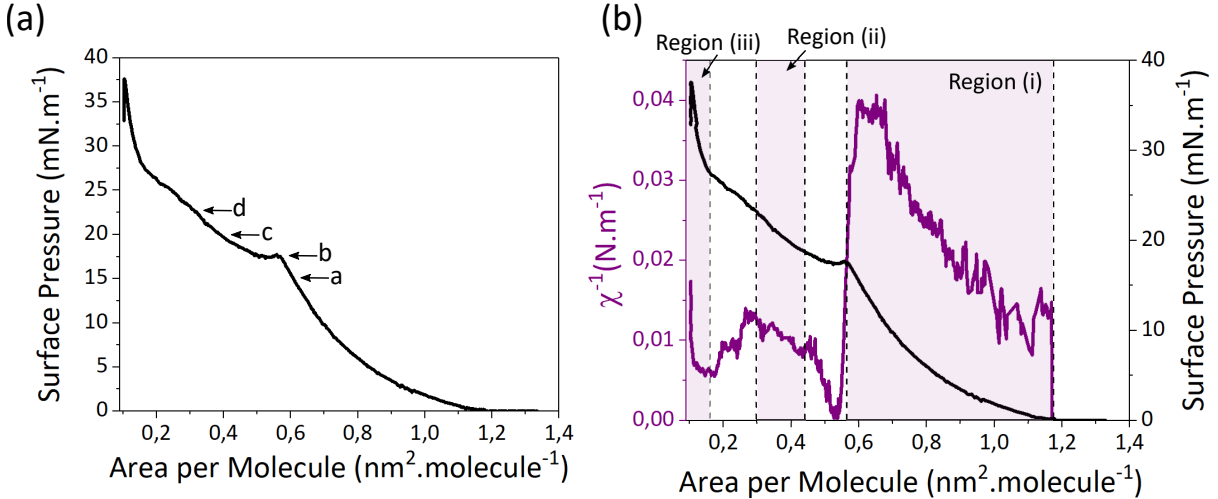 (a)
40
35
30
25
20
15
10
5
0
Surface Pressure (mN.m⁻¹)
d
c
b
a
0,2 0,4 0,6 0,8 1,0 1,2 1,4
Area per Molecule (nm².molecule⁻¹)
(b)
Region (iii)
Region (ii)
Region (i)
0,04
0,03
0,02
0,01
0,00
χ⁻¹(N.m⁻¹)
40
30
20
10
0
Surface Pressure (mN.m⁻¹)
0,2 0,4 0,6 0,8 1,0 1,2 1,4
Area per Molecule (nm².molecule⁻¹)